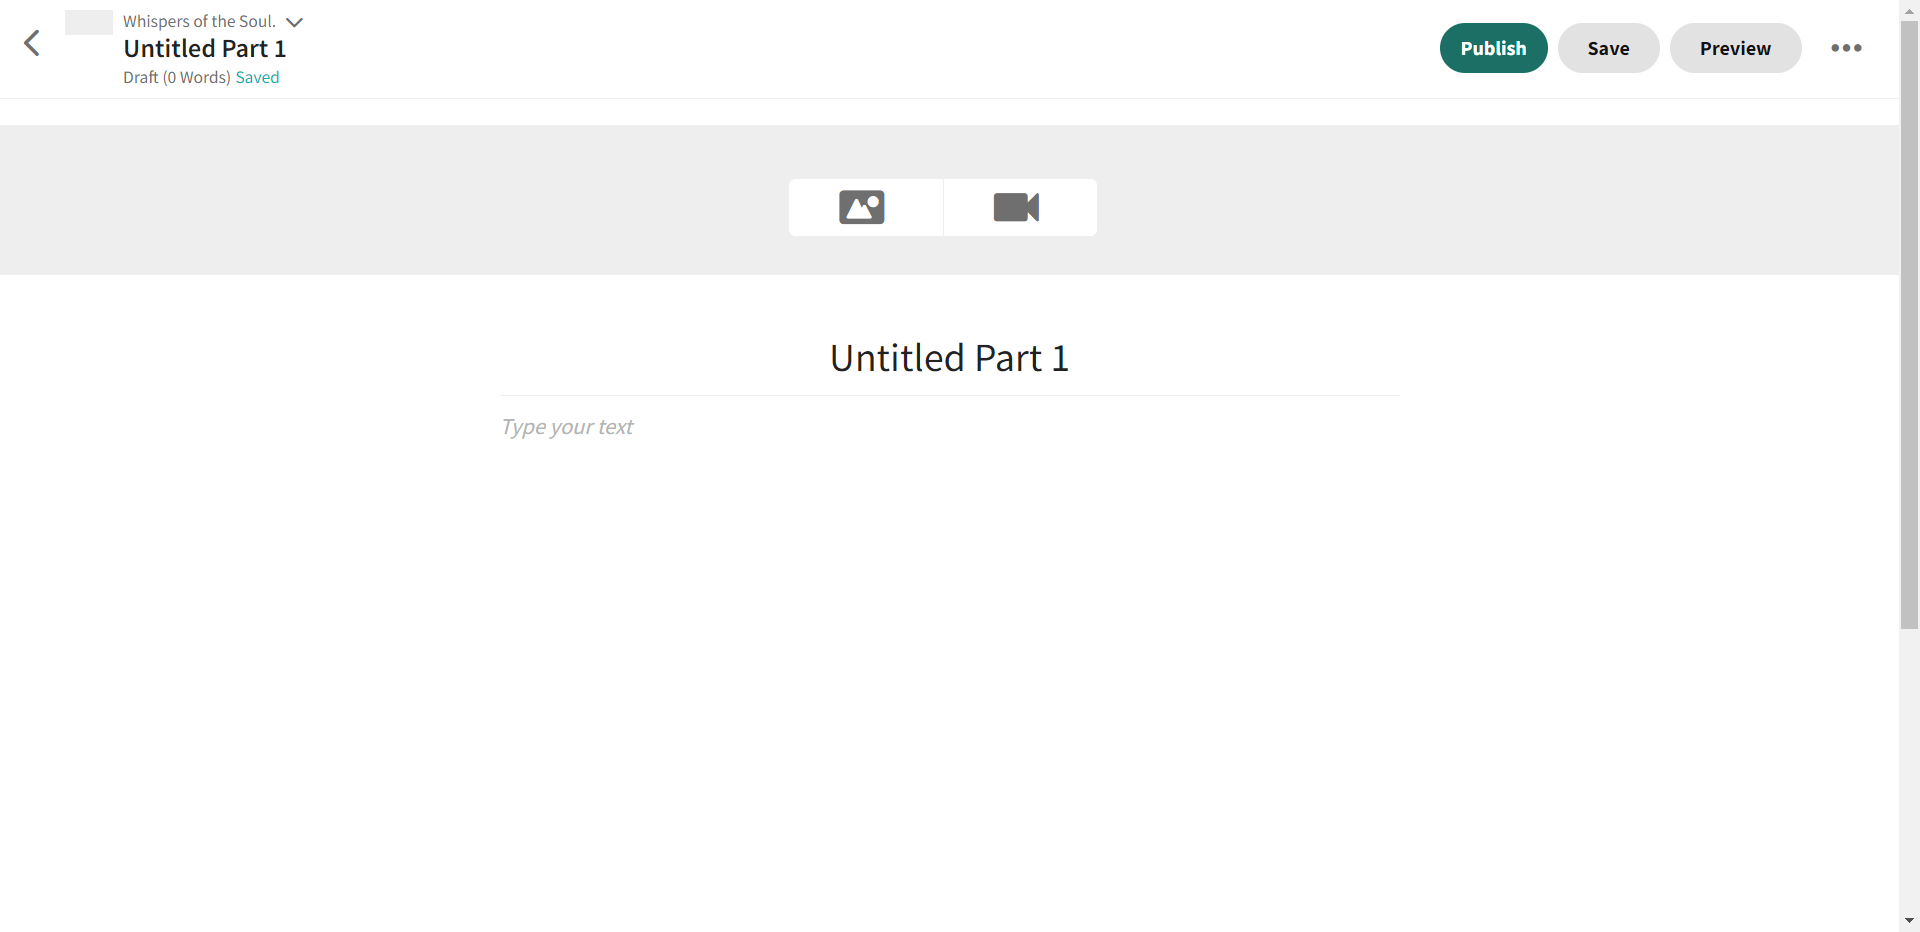 Whispers of the Soul.
Untitled Part 1
Draft (0 Words) Saved
Publish
Save
Preview
Untitled Part 1
Type your text